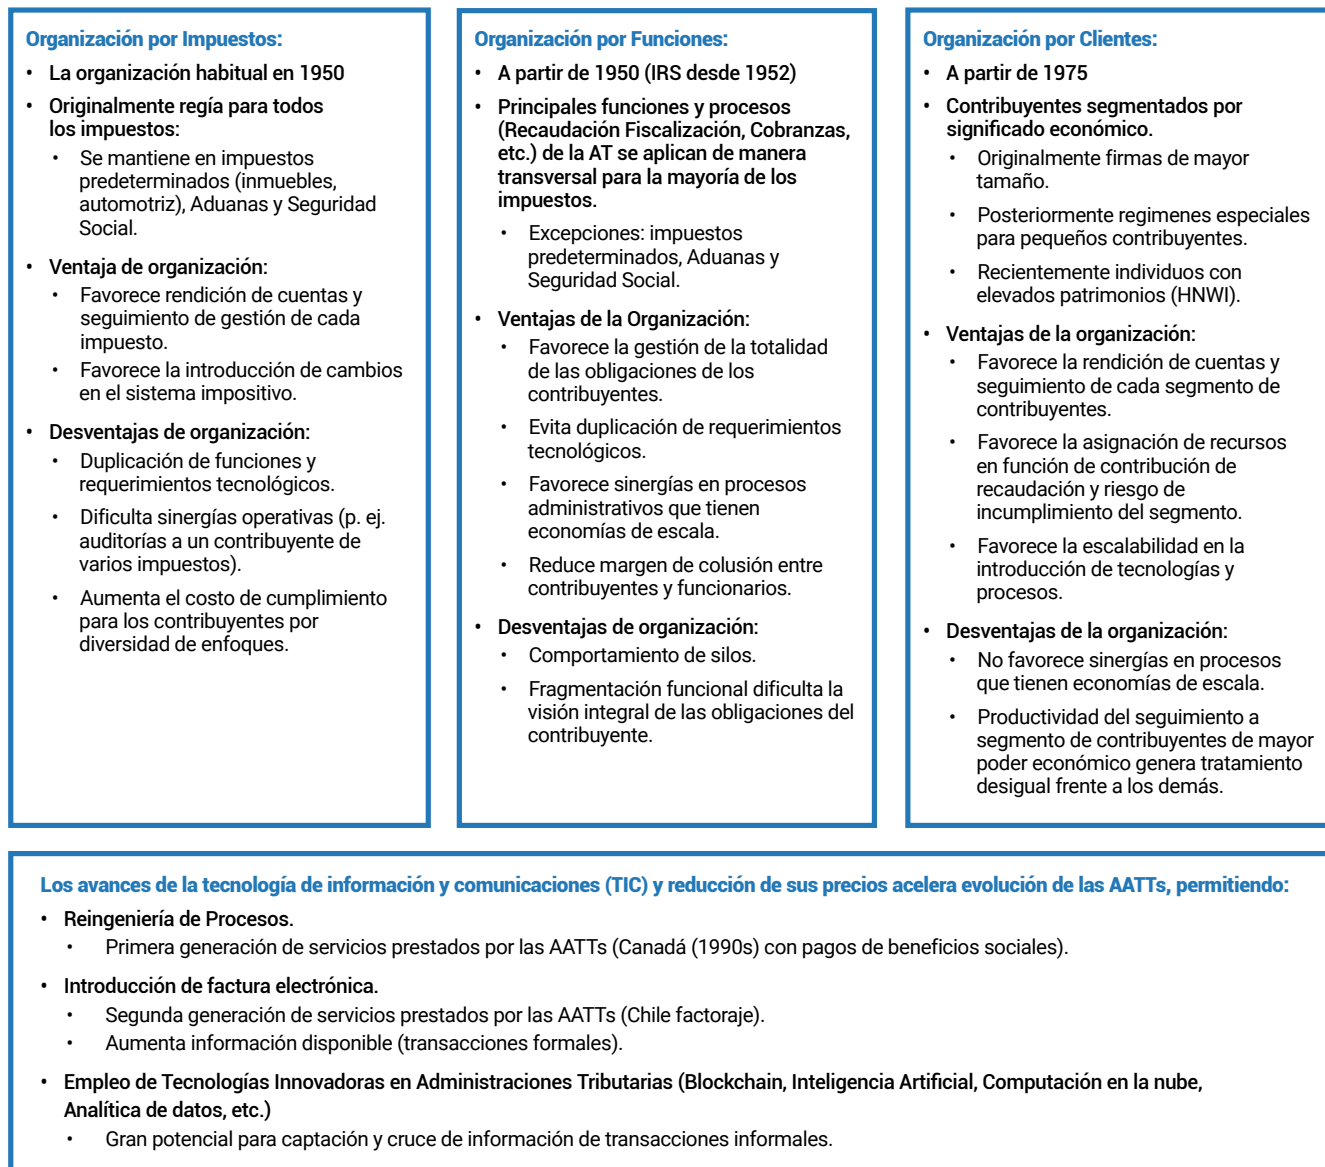 Organización por Impuestos:
• La organización habitual en 1950
• Originalmente regía para todos
los impuestos:
• Se mantiene en impuestos
predeterminados (inmuebles,
automotriz), Aduanas y Seguridad
Social.
• Ventaja de organización:
• Favorece rendición de cuentas y
seguimiento de gestión de cada
impuesto.
• Favorece la introducción de cambios
en el sistema impositivo.
• Desventajas de organización:
• Duplicación de funciones y
requerimientos tecnológicos.
• Dificulta sinergías operativas (p. ej.
auditorías a un contribuyente de
varios impuestos).
• Aumenta el costo de cumplimiento
para los contribuyentes por
diversidad de enfoques.
Organización por Funciones:
• A partir de 1950 (IRS desde 1952)
• Principales funciones y procesos
(Recaudación Fiscalización, Cobranzas,
etc.) de la AT se aplican de manera
transversal para la mayoría de los
impuestos.
• Excepciones: impuestos
predeterminados, Aduanas y
Seguridad Social.
• Ventajas de la Organización:
• Favorece la gestión de la totalidad
de las obligaciones de los
contribuyentes.
• Evita duplicación de requerimientos
tecnológicos.
• Favorece sinergías en procesos
administrativos que tienen
economías de escala.
• Reduce margen de colusión entre
contribuyentes y funcionarios.
• Desventajas de organización:
• Comportamiento de silos.
• Fragmentación funcional dificulta la
visión integral de las obligaciones del
contribuyente.
Organización por Clientes:
• A partir de 1975
• Contribuyentes segmentados por
significado económico.
• Originalmente firmas de mayor
tamaño.
• Posteriormente regimenes especiales
para pequeños contribuyentes.
• Recientemente individuos con
elevados patrimonios (HNWI).
• Ventajas de la organización:
• Favorece la rendición de cuentas y
seguimiento de cada segmento de
contribuyentes.
• Favorece la asignación de recursos
en función de contribución de
recaudación y riesgo de
incumplimiento del segmento.
• Favorece la escalabilidad en la
introducción de tecnologías y
procesos.
• Desventajas de la organización:
• No favorece sinergías en procesos
que tienen economías de escala.
• Productividad del seguimiento a
segmento de contribuyentes de mayor
poder económico genera tratamiento
desigual frente a los demás.
Los avances de la tecnología de información y comunicaciones (TIC) y reducción de sus precios acelera evolución de las AATTs, permitiendo:
• Reingeniería de Procesos.
• Primera generación de servicios prestados por las AATTs (Canadá (1990s) con pagos de beneficios sociales).
• Introducción de factura electrónica.
• Segunda generación de servicios prestados por las AATTs (Chile factoraje).
• Aumenta información disponible (transacciones formales).
• Empleo de Tecnologías Innovadoras en Administraciones Tributarias (Blockchain, Inteligencia Artificial, Computación en la nube,
Analítica de datos, etc.)
• Gran potencial para captación y cruce de información de transacciones informales.